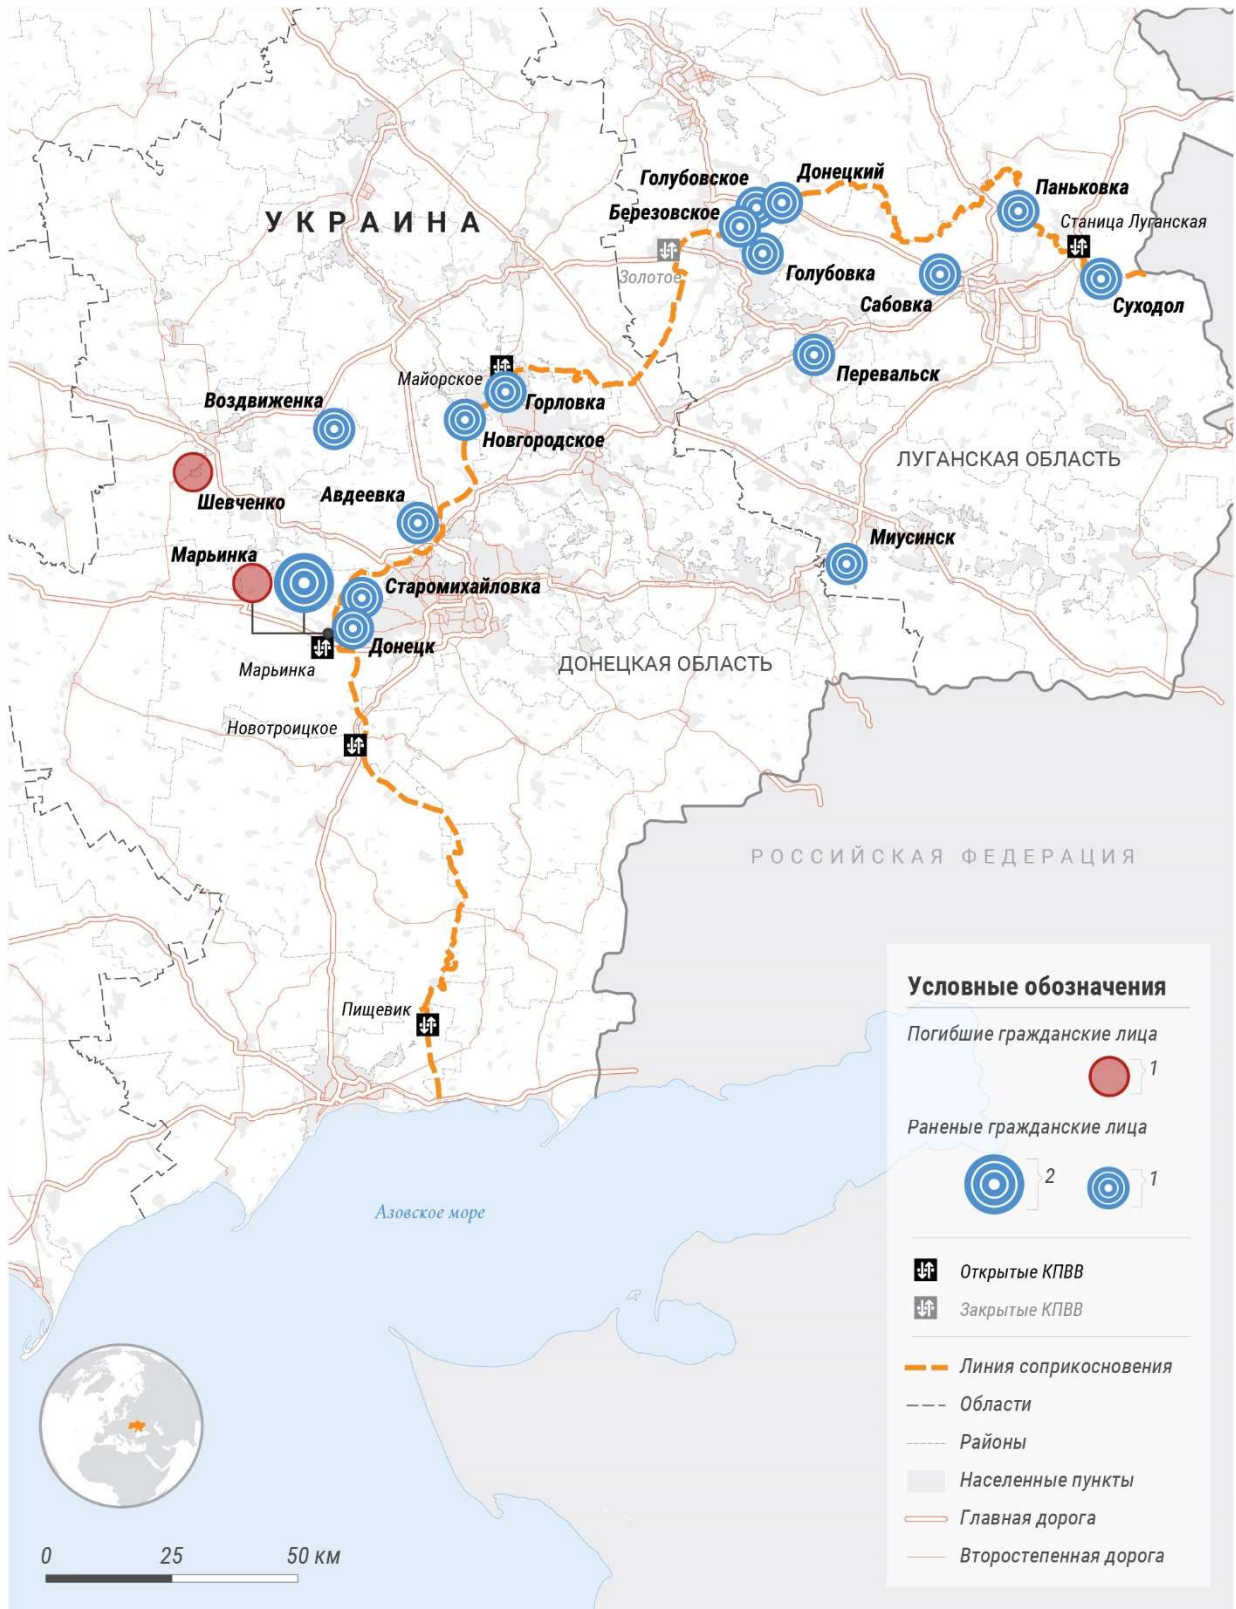 Голубовское
Донецкий
Паньковка
УКРАИНА
Березовское
Станица Луганская
Золотое
Голубовка
Сабовка
Суходол
Майорское
Перевальск
Воздвиженка
Горловка
Новгородское
ЛУГАНСКАЯ ОБЛАСТЬ
Шевченко
Авдеевка
Миусинск
Марьинка
Старомихайловка
Донецк
Марьинка
ДОНЕЦКАЯ ОБЛАСТЬ
Новотроицкое
РОССИЙСКАЯ ФЕДЕРАЦИЯ
Пищевик
Азовское море
Условные обозначения
Погибшие гражданские лица
1
Раненые гражданские лица
2 1
Открытые КПВВ
Закрытые КПВВ
Линия соприкосновения
Области
Районы
Населенные пункты
Главная дорога
Второстепенная дорога
0 25 50 км